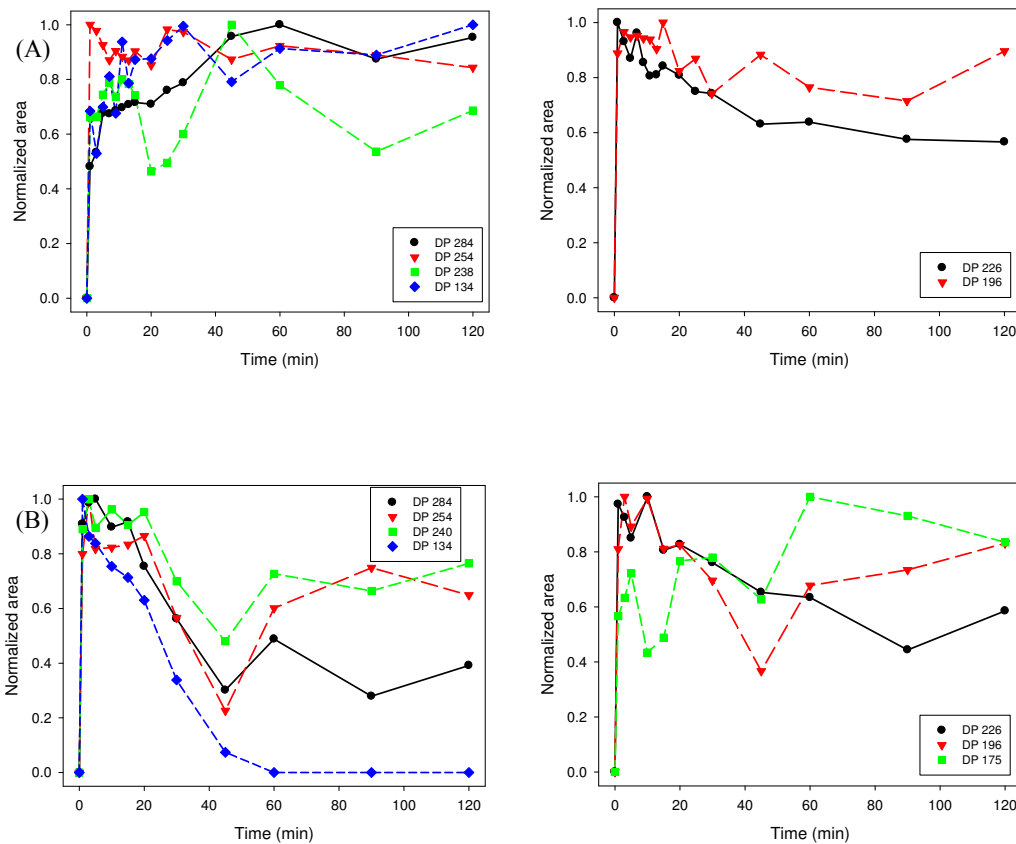 (A)
Normalized area
1.0
0.8
0.6
0.4
0.2
0.0
DP 284
DP 254
DP 238
DP 134
0 20 40 60 80 100 120
Time (min)
Normalized area
1.0
0.8
0.6
0.4
0.2
0.0
DP 226
DP 196
0 20 40 60 80 100 120
Time (min)
(B)
Normalized area
1.0
0.8
0.6
0.4
0.2
0.0
DP 284
DP 254
DP 240
DP 134
0 20 40 60 80 100 120
Time (min)
Normalized area
1.0
0.8
0.6
0.4
0.2
0.0
DP 226
DP 196
DP 175
0 20 40 60 80 100 120
Time (min)